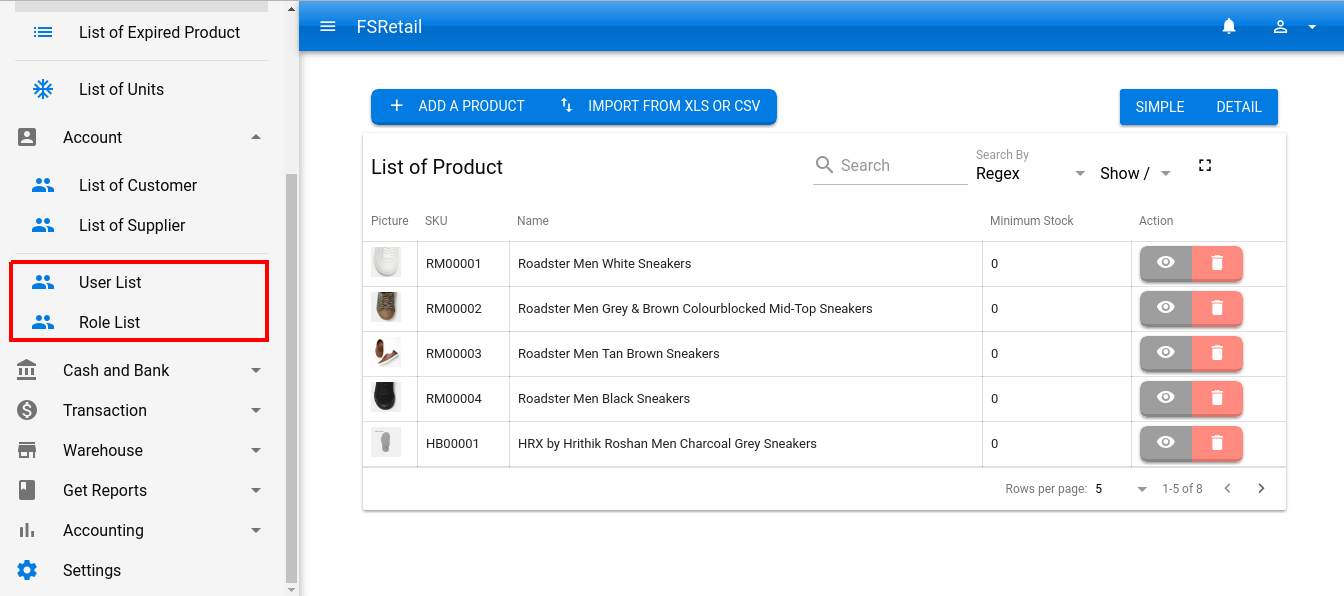 List of Expired Product
List of Units
Account
List of Customer
List of Supplier
User List
Role List
Cash and Bank
Transaction
Warehouse
Get Reports
Accounting
Settings
FSRetail
ADD A PRODUCT IMPORT FROM XLS OR CSV SIMPLE DETAIL
List of Product Search Search By Regex Show /
Picture SKU Name Minimum Stock Action
RM00001 Roadster Men White Sneakers 0
RM00002 Roadster Men Grey & Brown Colourblocked Mid-Top Sneakers 0
RM00003 Roadster Men Tan Brown Sneakers 0
RM00004 Roadster Men Black Sneakers 0
HB00001 HRX by Hrithik Roshan Men Charcoal Grey Sneakers 0
Rows per page: 5 1-5 of 8